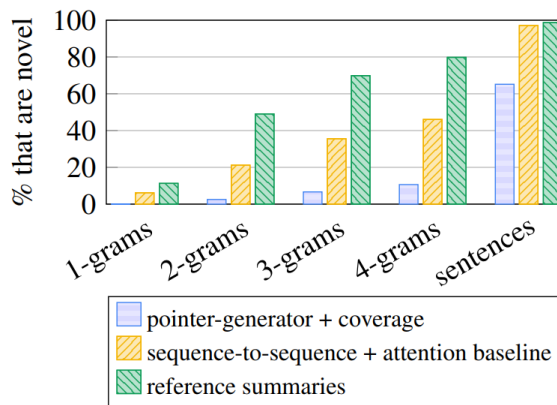 % that are novel
100
80
60
40
20
0
1-grams
2-grams
3-grams
4-grams
sentences
pointer-generator + coverage
sequence-to-sequence + attention baseline
reference summaries